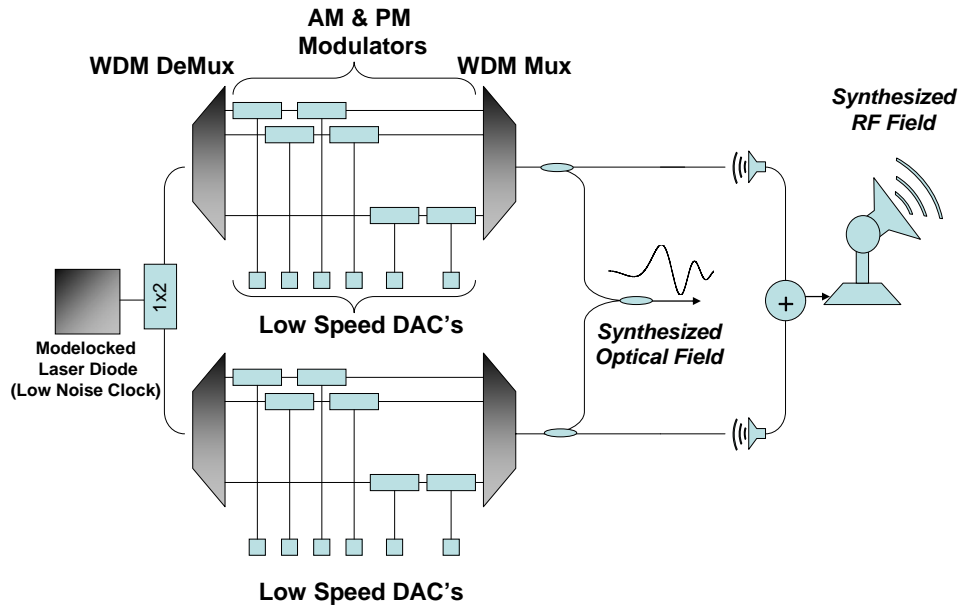 AM & PM
Modulators
WDM DeMux
WDM Mux
Synthesized
RF Field
1x2
Low Speed DAC's
Modelocked
Laser Diode
(Low Noise Clock)
Synthesized
Optical Field
+
Low Speed DAC's